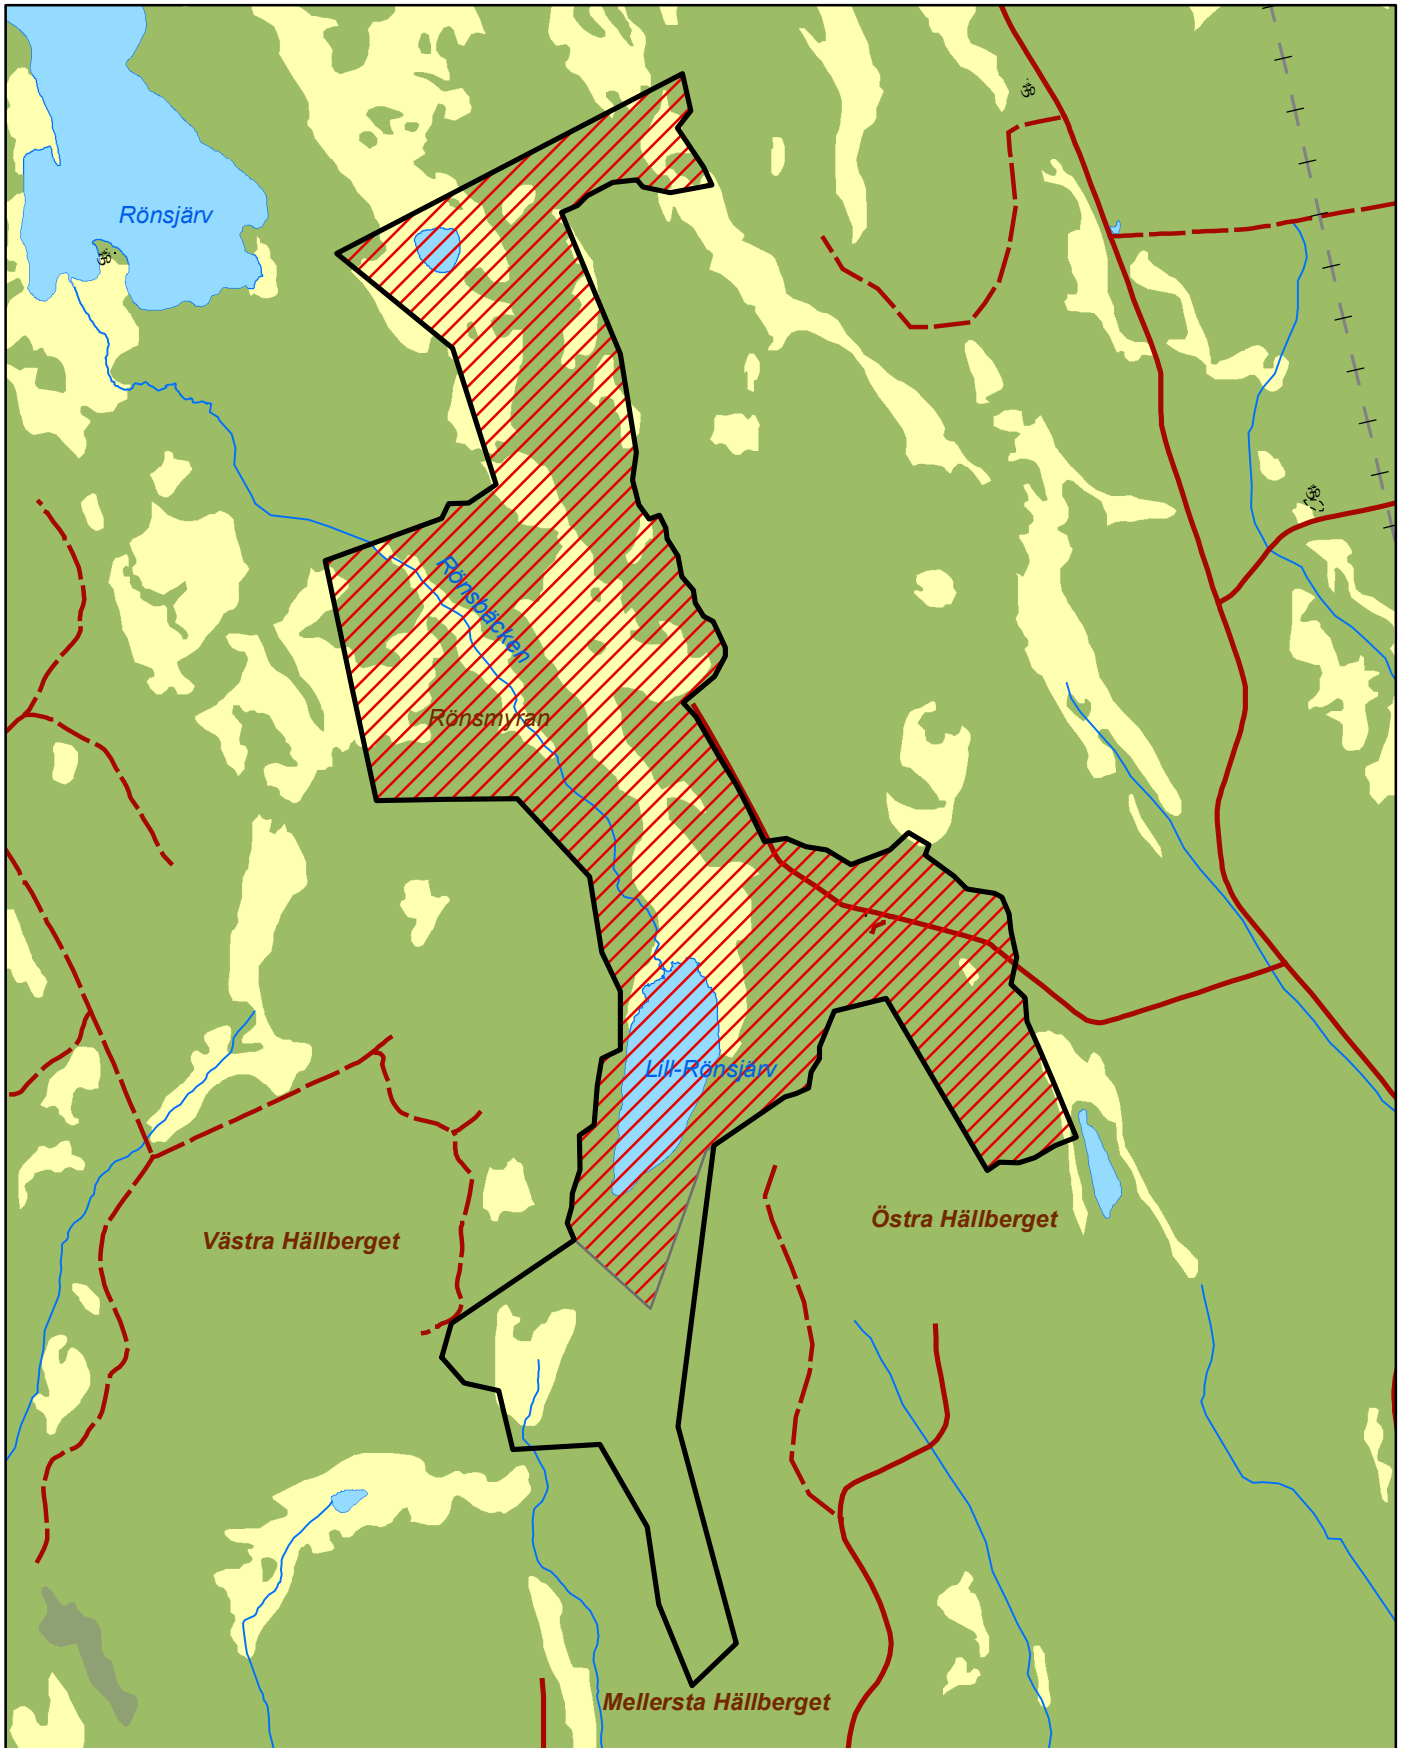 Rönsjärv
Rönsbäcken
Rönsmyran
Lill-Rönsjärv
Östra Hällberget
Västra Hällberget
Mellersta Hällberget